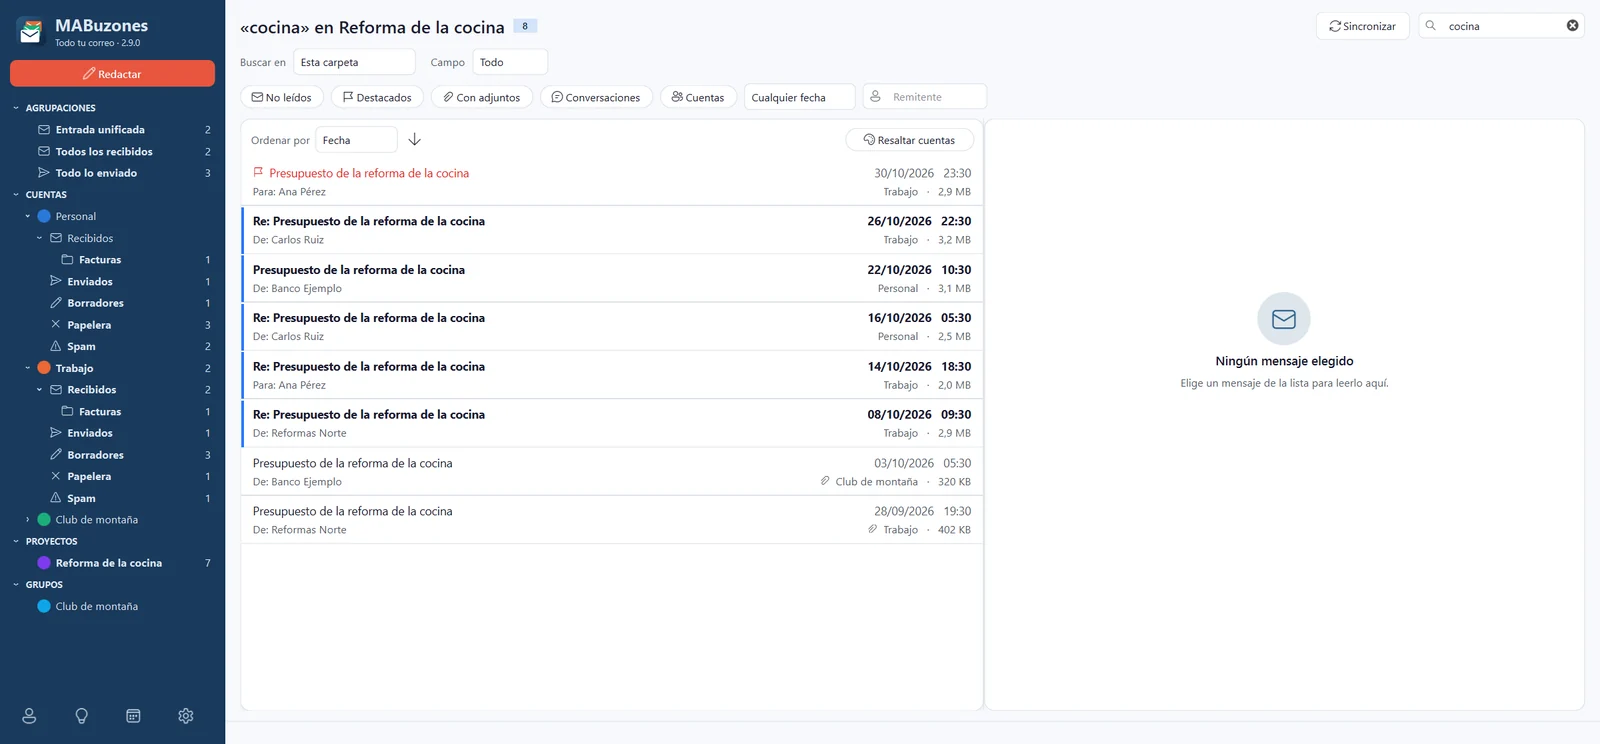 MABuzones
Todo tu correo · 2.9.0
Redactar
AGRUPACIONES
Entrada unificada 2
Todos los recibidos 2
Todo lo enviado 3
CUENTAS
Personal
Recibidos
Facturas 1
Enviados 1
Borradores 1
Papelera 3
Spam 2
Trabajo 2
Recibidos 2
Facturas 1
Enviados 1
Borradores 3
Papelera 1
Spam 1
Club de montaña
PROYECTOS
Reforma de la cocina 7
GRUPOS
Club de montaña
«cocina» en Reforma de la cocina 8
Sincronizar
cocina
Buscar en Esta carpeta Campo Todo
No leídos Destacados Con adjuntos Conversaciones Cuentas Cualquier fecha Remitente
Ordenar por Fecha Resaltar cuentas
Presupuesto de la reforma de la cocina 30/10/2026 23:30
Para: Ana Pérez Trabajo · 2,9 MB
Re: Presupuesto de la reforma de la cocina 26/10/2026 22:30
De: Carlos Ruiz Trabajo · 3,2 MB
Presupuesto de la reforma de la cocina 22/10/2026 10:30
De: Banco Ejemplo Personal · 3,1 MB
Re: Presupuesto de la reforma de la cocina 16/10/2026 05:30
De: Carlos Ruiz Personal · 2,5 MB
Re: Presupuesto de la reforma de la cocina 14/10/2026 18:30
Para: Ana Pérez Trabajo · 2,0 MB
Re: Presupuesto de la reforma de la cocina 08/10/2026 09:30
De: Reformas Norte Trabajo · 2,9 MB
Presupuesto de la reforma de la cocina 03/10/2026 05:30
De: Banco Ejemplo Club de montaña · 320 KB
Presupuesto de la reforma de la cocina 28/09/2026 19:30
De: Reformas Norte Trabajo · 402 KB
Ningún mensaje elegido
Elige un mensaje de la lista para leerlo aquí.